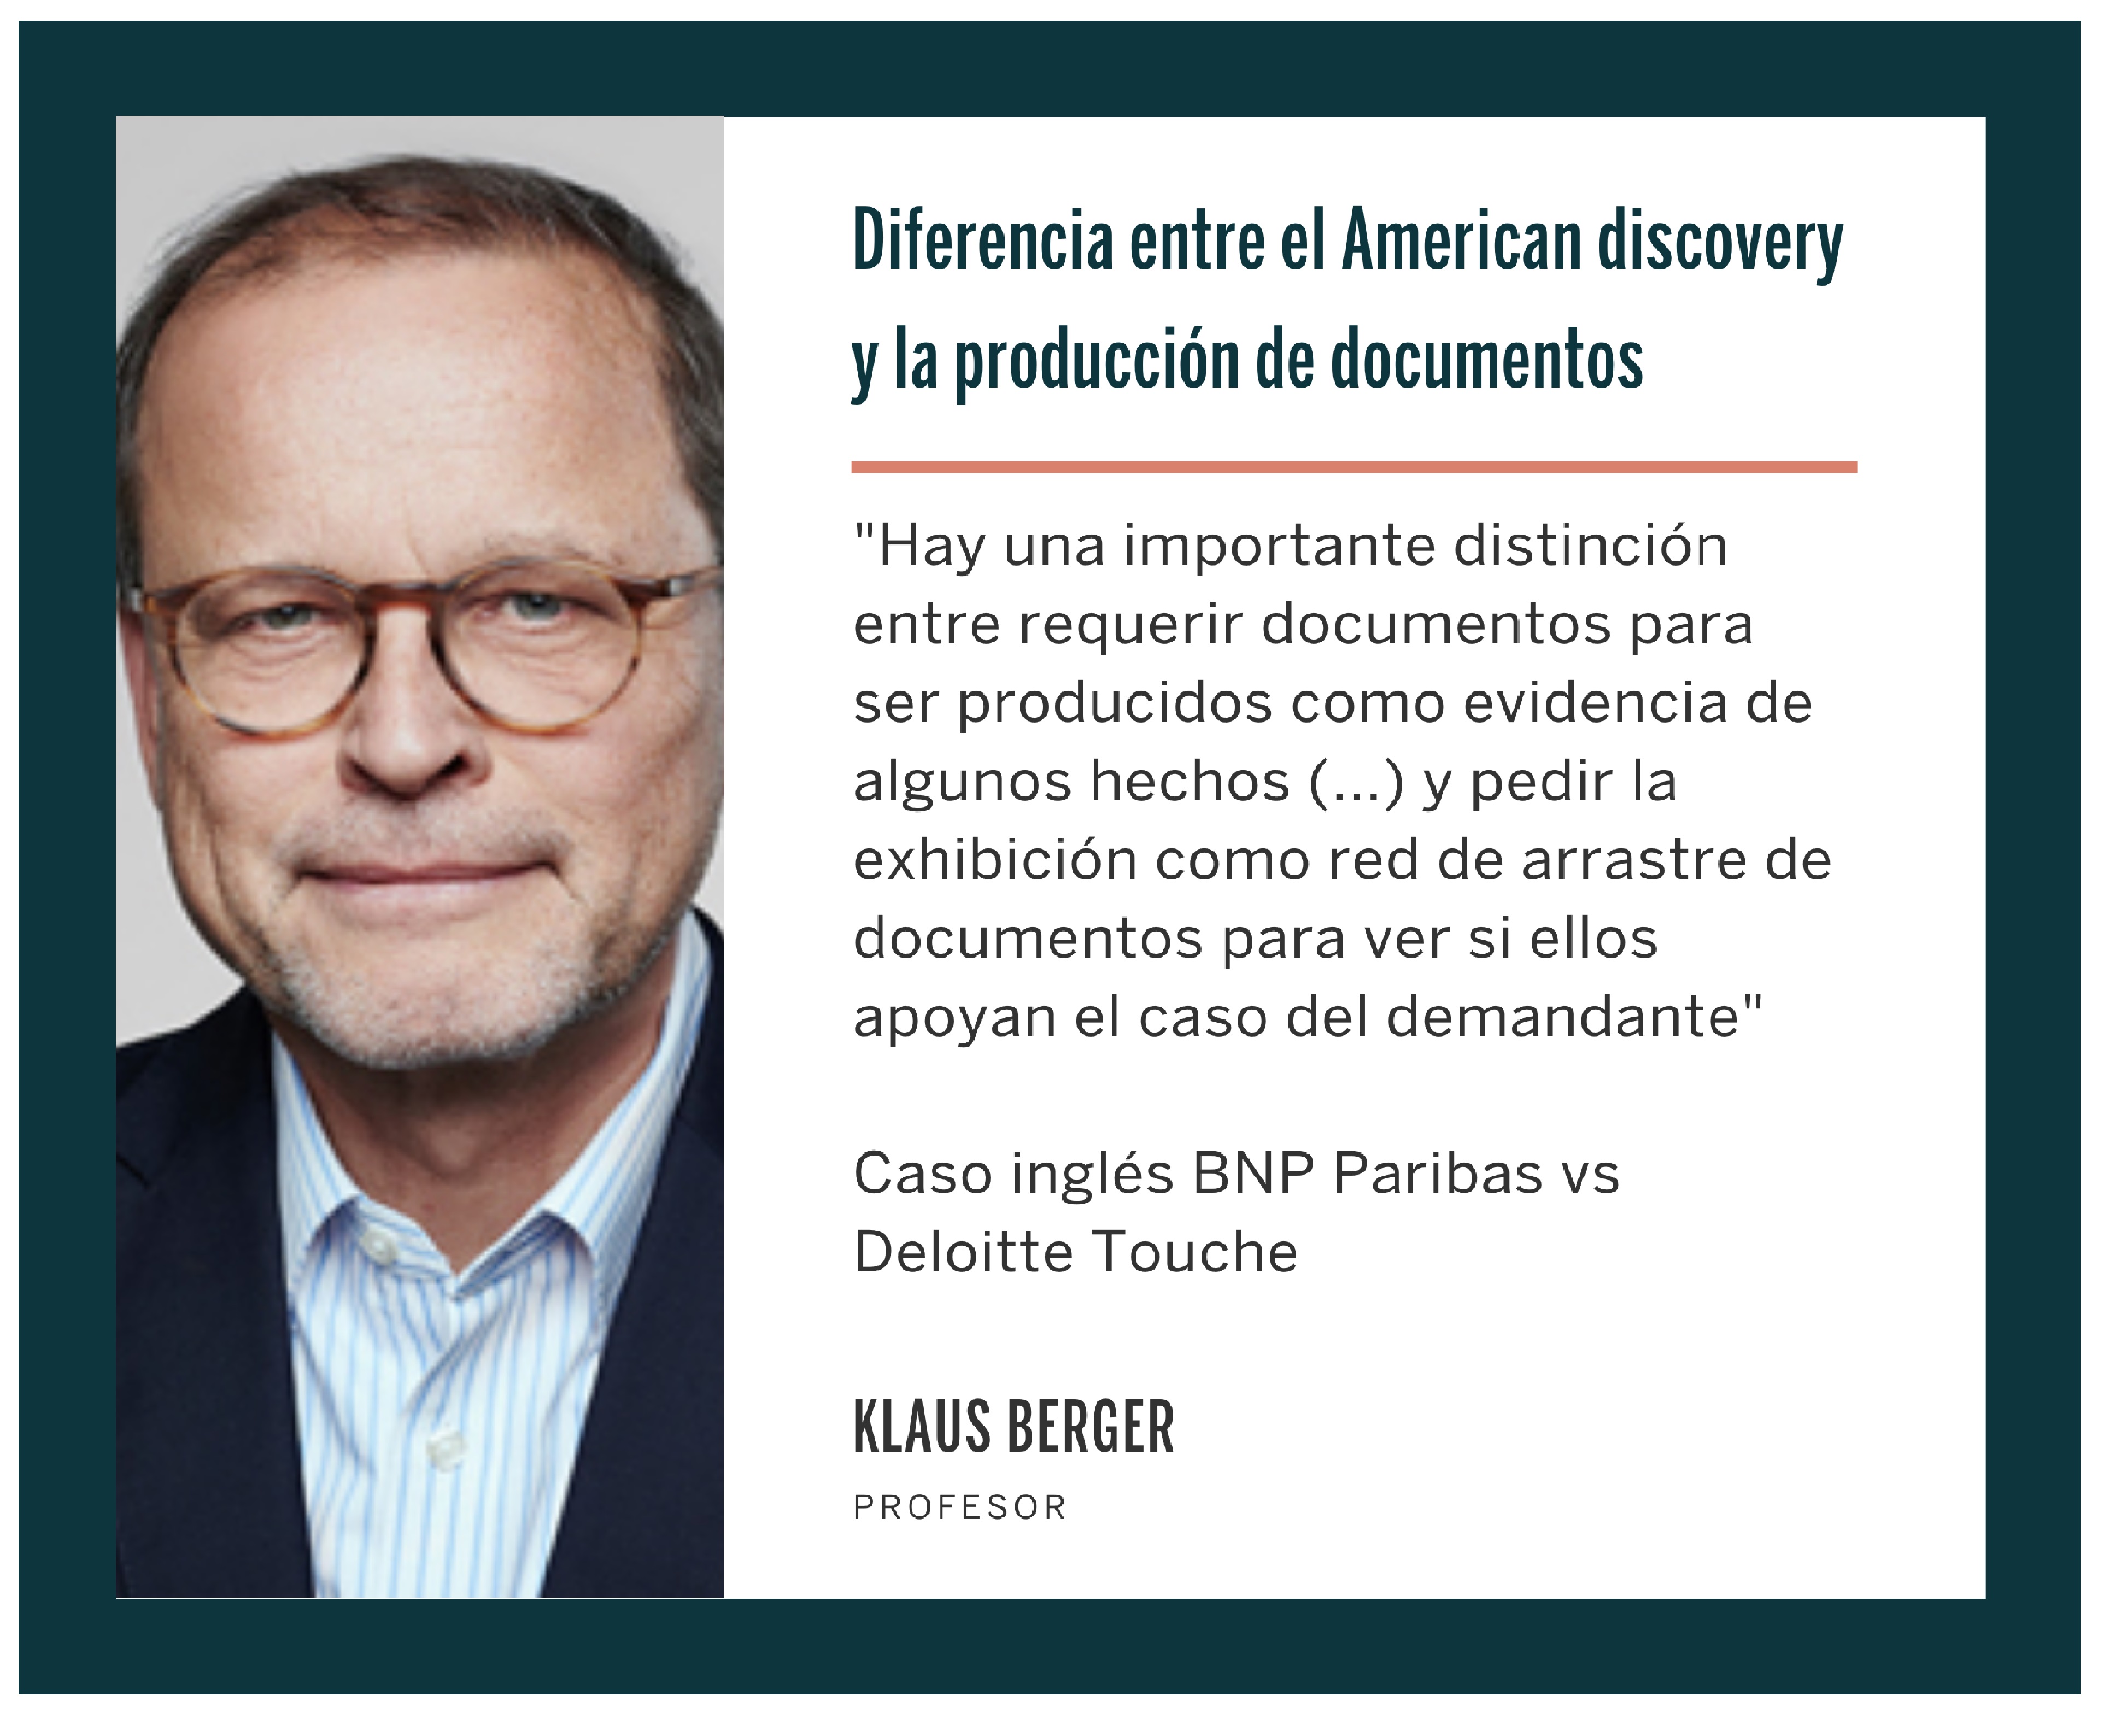 Diferencia entre el American discovery
y la producción de documentos
"Hay una importante distinción
entre requerir documentos para
ser producidos como evidencia de
algunos hechos (...) y pedir la
exhibición como red de arrastre de
documentos para ver si ellos
apoyan el caso del demandante"
Caso inglés BNP Paribas vs
Deloitte Touche
KLAUS BERGER
PROFESOR